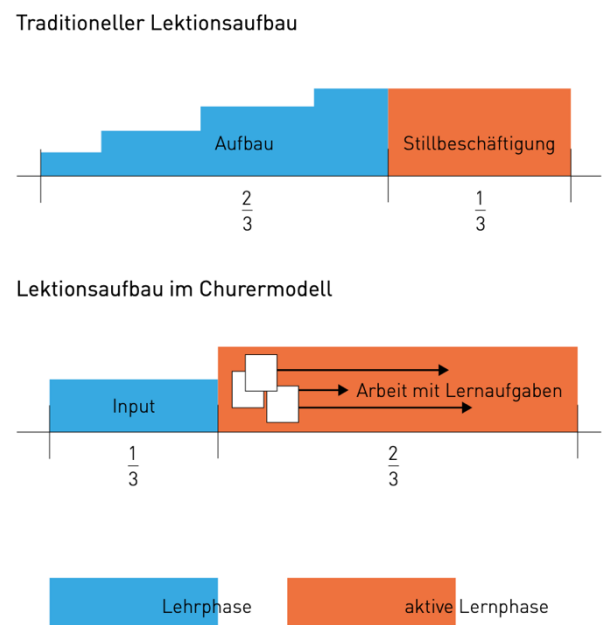 Traditioneller Lektionsaufbau
Aufbau
Stillbeschäftigung
2
3
1
3
Lektionsaufbau im Churermodell
Input
Arbeit mit Lernaufgaben
1
3
2
3
Lehrphase
aktive Lernphase